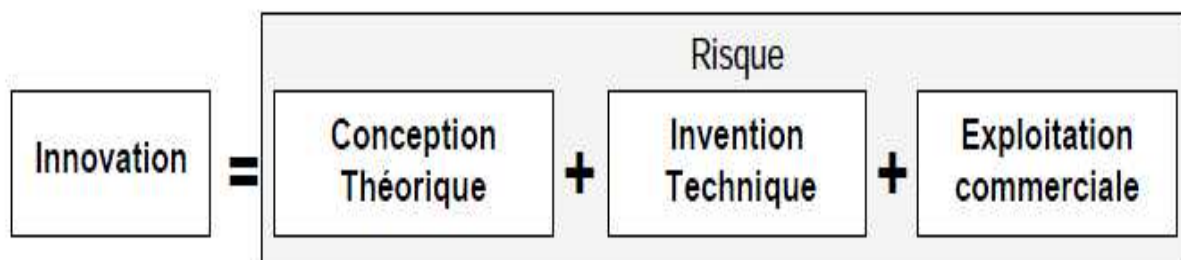 Risque
Innovation
=
Conception
Théorique
+
Invention
Technique
+
Exploitation
commerciale